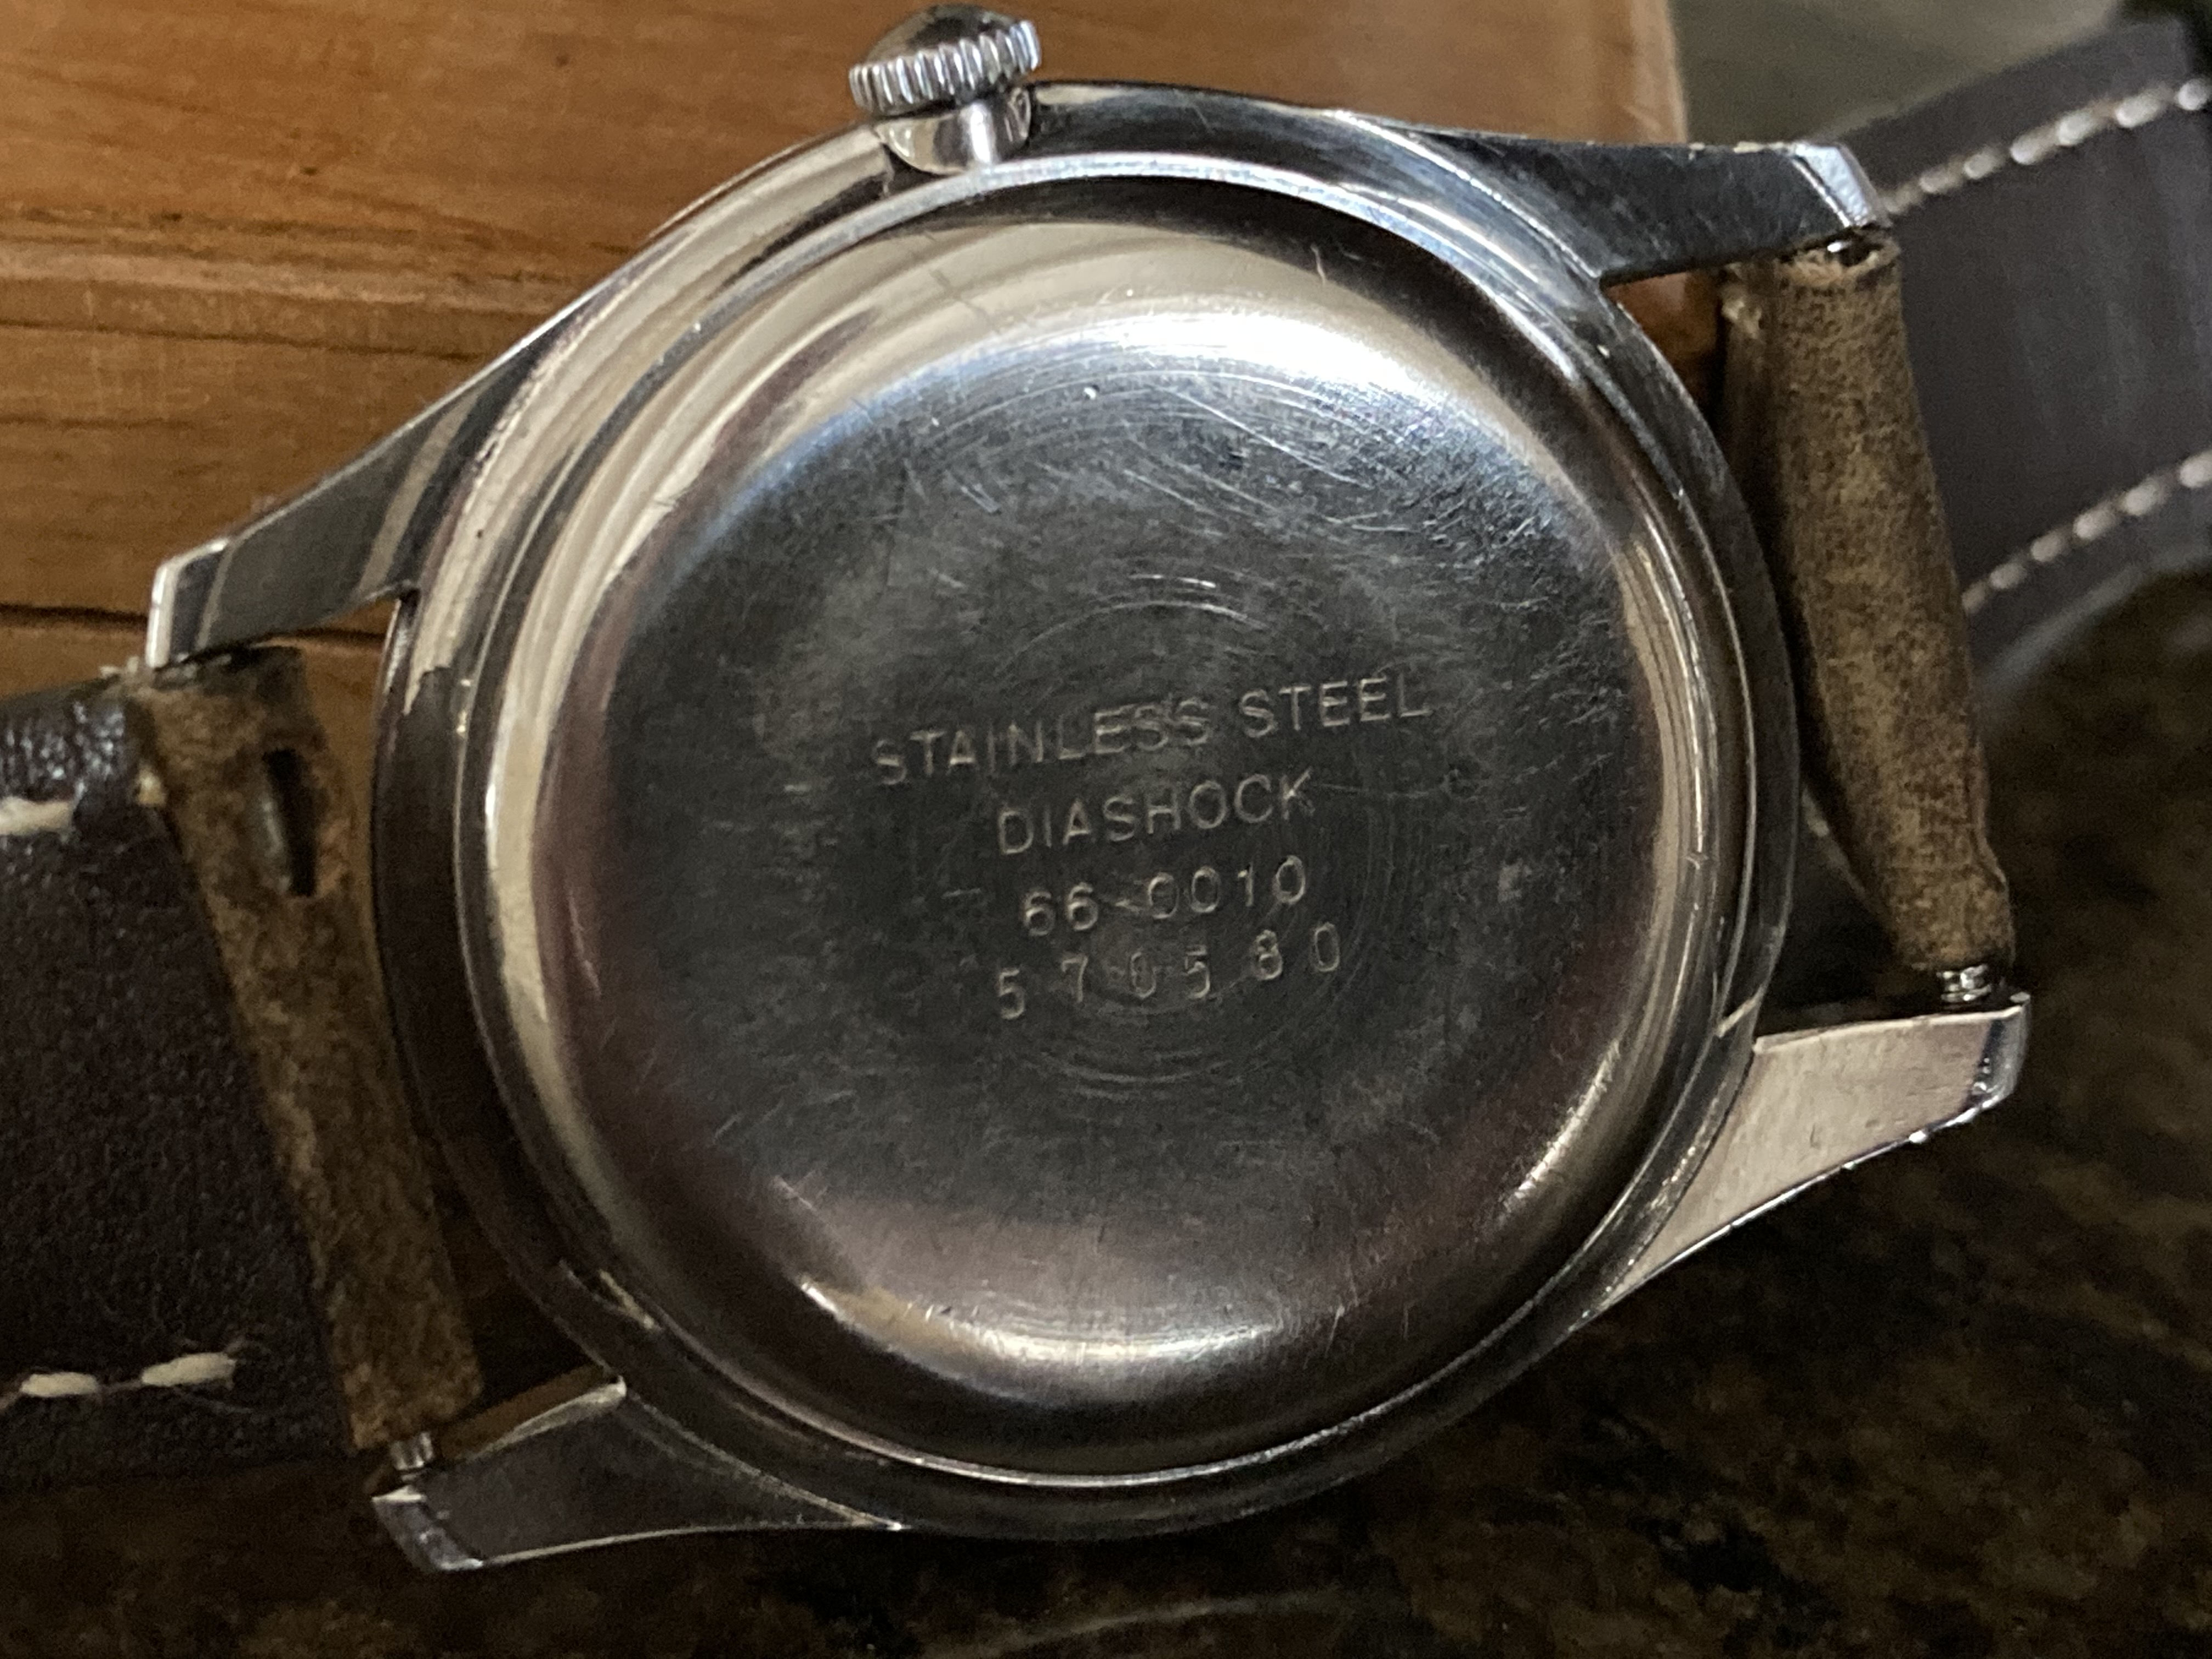 STAINLESS STEEL
DIASHOCK
66-0010
570580